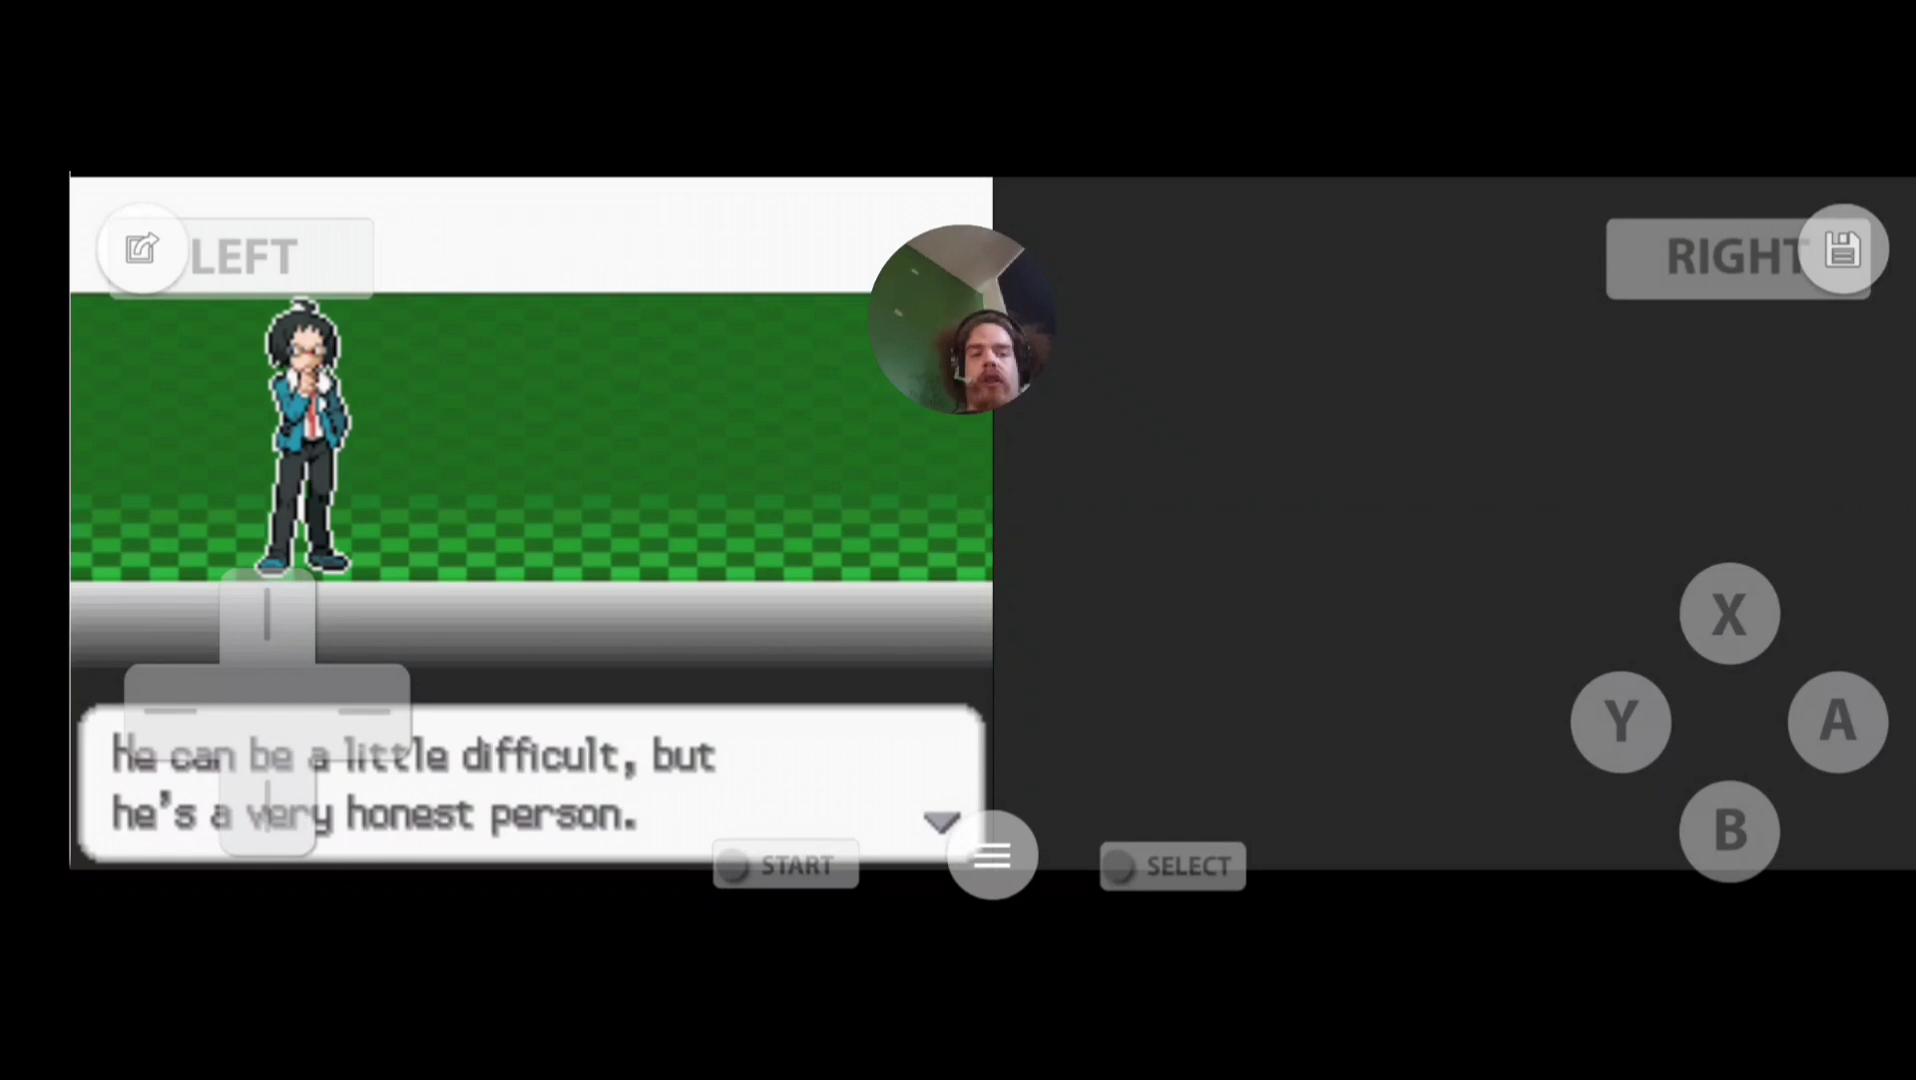 LEFT
RIGHT
X
Y
A
He can be a little difficult, but
he's a very honest person.
B
START
SELECT